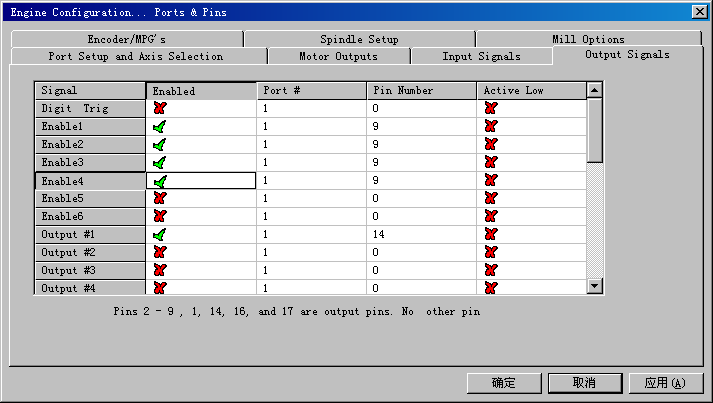 Engine Configuration... Ports & Pins
Encoder/MPG's Spindle Setup Mill Options
Port Setup and Axis Selection Motor Outputs Input Signals Output Signals
Signal Enabled Port # Pin Number Active Low
Digit Trig 1 0
Enable1 1 9
Enable2 1 9
Enable3 1 9
Enable4 1 9
Enable5 1 0
Enable6 1 0
Output #1 1 14
Output #2 1 0
Output #3 1 0
Output #4 1 0
Pins 2 - 9 , 1, 14, 16, and 17 are output pins. No other pin
确定 取消 应用(A)